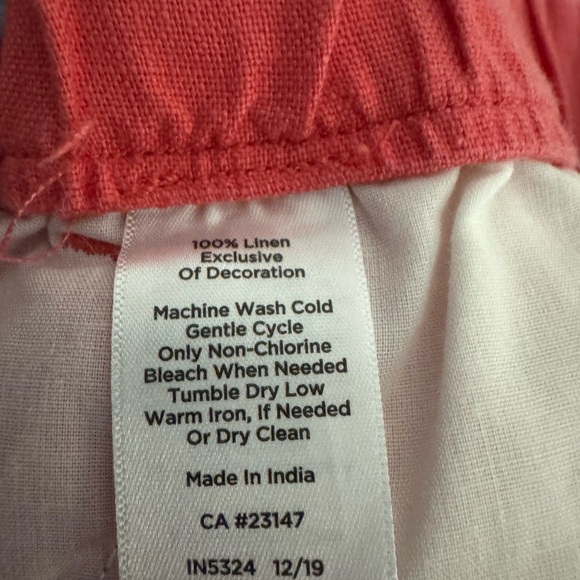 100% Linen
Exclusive
Of Decoration
Machine Wash Cold
Gentle Cycle
Only Non-Chlorine
Bleach When Needed
Tumble Dry Low
Warm Iron, If Needed
Or Dry Clean
Made In India
CA #23147
IN5324 12/19